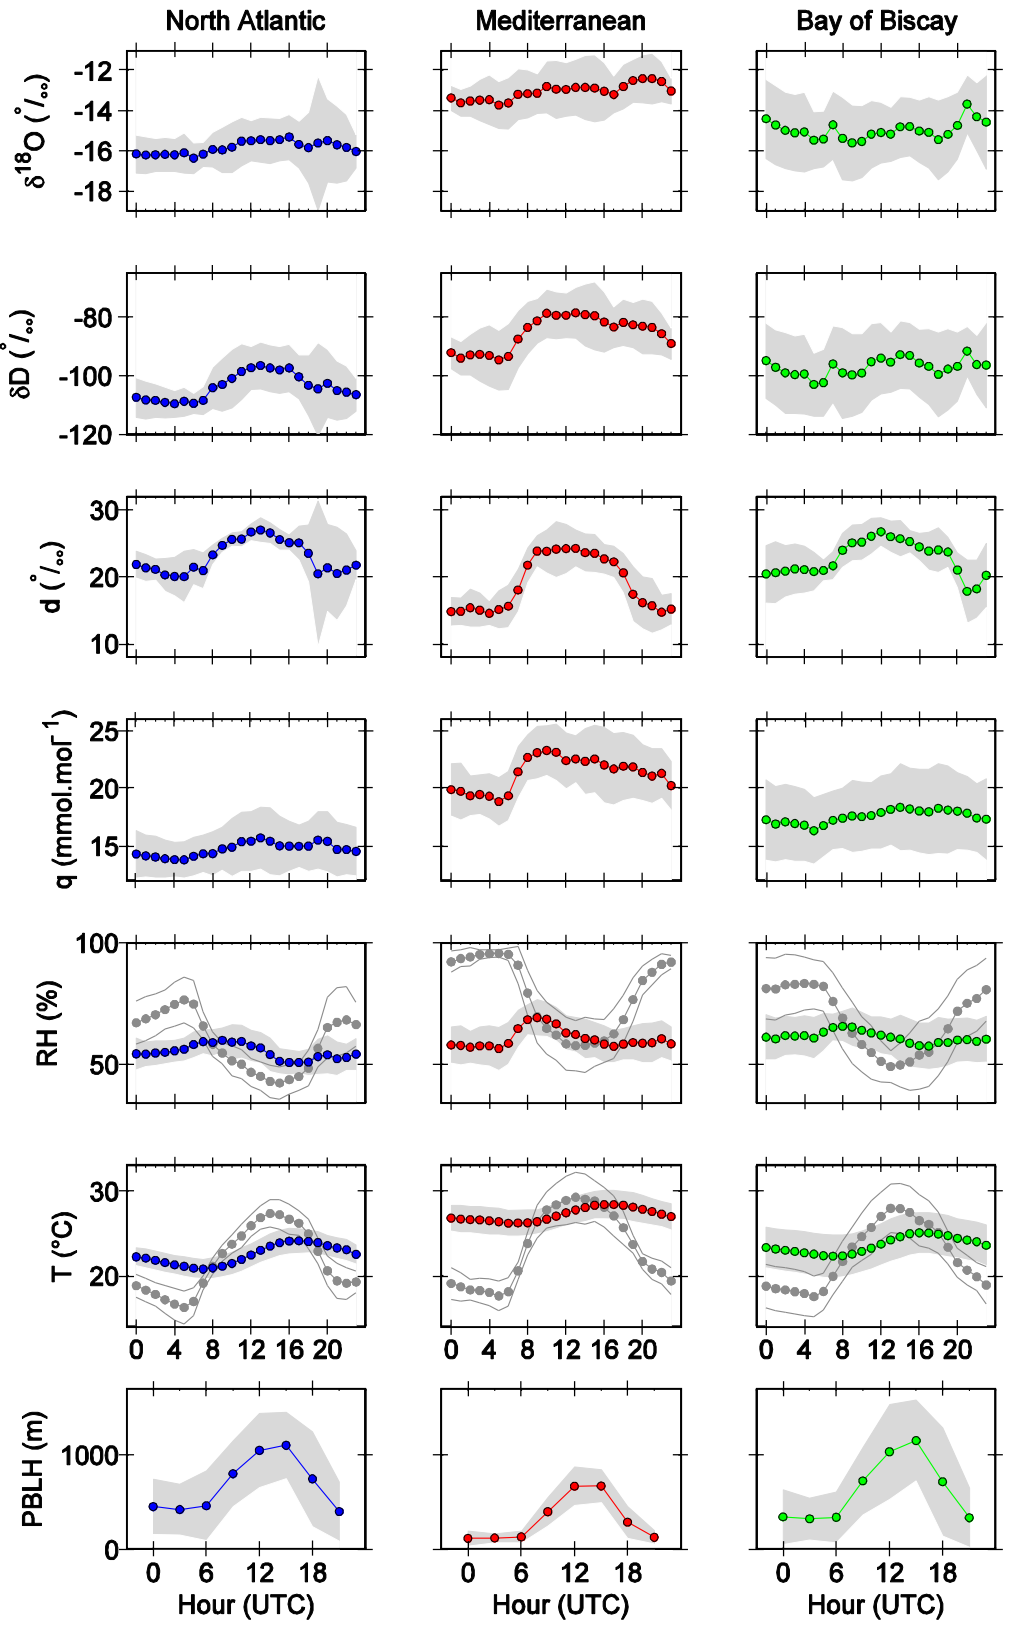 North Atlantic Mediterranean Bay of Biscay
δ¹⁸O (°/₀₀)
-12
-14
-16
-18
δD (°/₀₀)
-80
-100
-120
d (°/₀₀)
30
20
10
q (mmol.mol⁻¹)
25
20
15
RH (%)
100
50
T (°C)
30
20
0 4 8 12 16 20 0 4 8 12 16 20 0 4 8 12 16 20
PBLH (m)
1000
0
0 6 12 18 0 6 12 18 0 6 12 18
Hour (UTC) Hour (UTC) Hour (UTC)